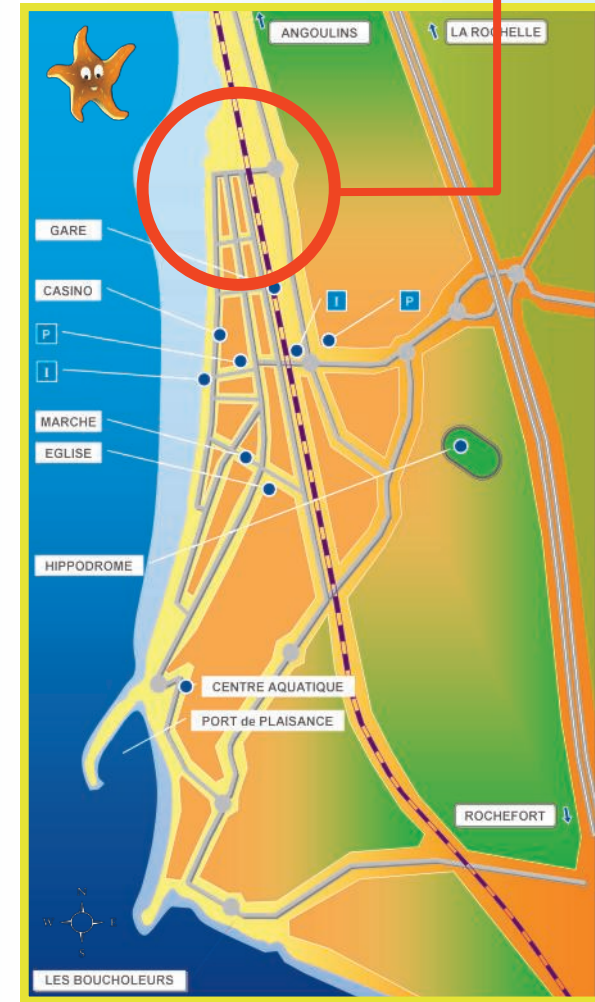 ANGOULINS
LA ROCHELLE
GARE
CASINO
I
P
P
I
MARCHE
EGLISE
HIPPODROME
CENTRE AQUATIQUE
PORT de PLAISANCE
ROCHEFORT
N
W
E
S
LES BOUCHOLEURS